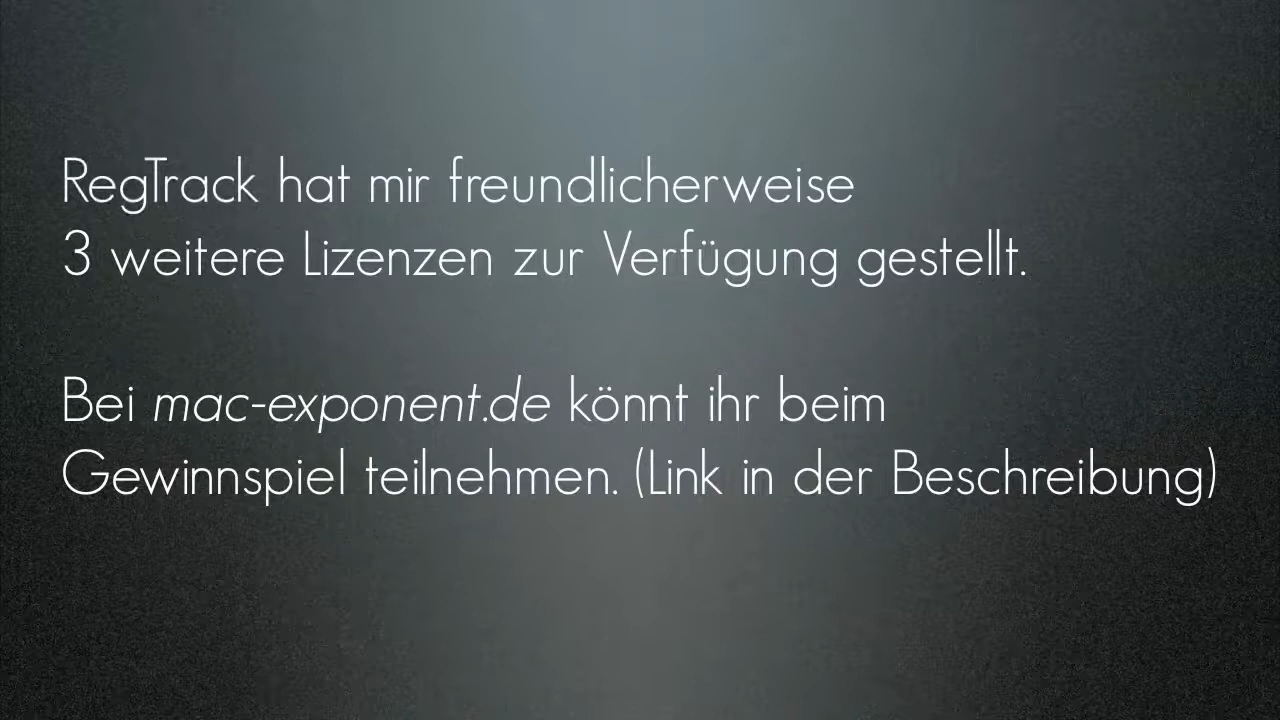 RegTrack hat mir freundlicherweise
3 weitere Lizenzen zur Verfügung gestellt.
Bei mac-exponent.de könnt ihr beim
Gewinnspiel teilnehmen. (Link in der Beschreibung)